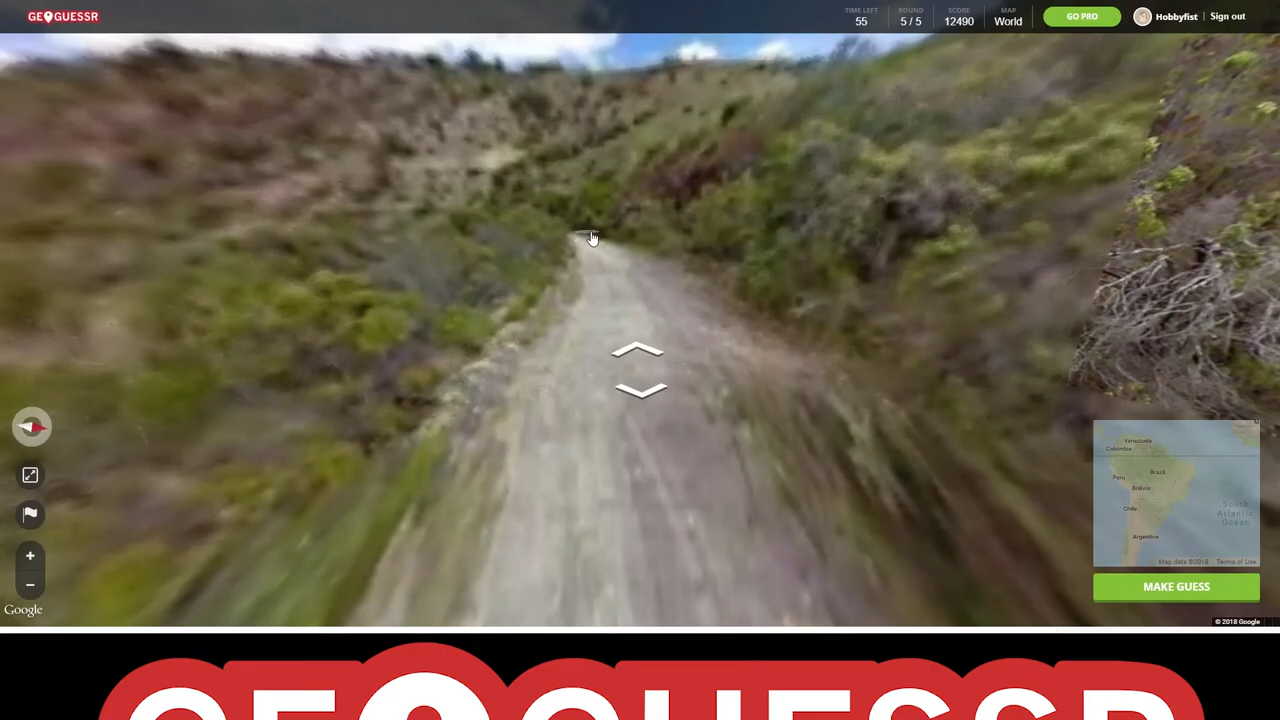 GEOGUESSR
TIME LEFT
55
ROUND
5 / 5
SCORE
12490
MAP
World
GO PRO
Hobbyfist
Sign out
Venezuela
Colombia
Brazil
Peru
Bolivia
Chile
South
Atlantic
Ocean
Argentina
Map data ©2018
Terms of Use
MAKE GUESS
Google
© 2018 Google
GEOGUESSR